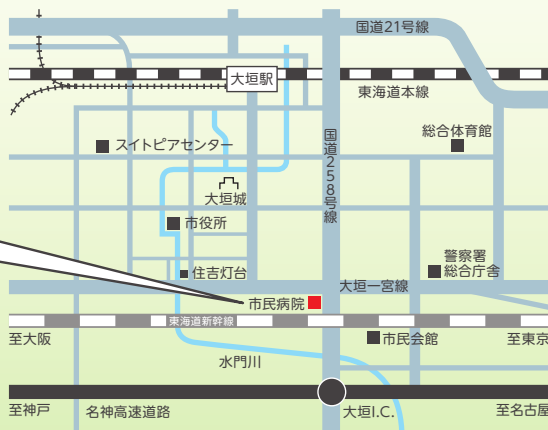 国道21号線
大垣駅
東海道本線
国道258号線
総合体育館
スイトピアセンター
大垣城
市役所
警察署
総合庁舎
住吉灯台
大垣一宮線
市民病院
東海道新幹線
至大阪
市民会館
至東京
水門川
至神戸
名神高速道路
大垣I.C.
至名古屋